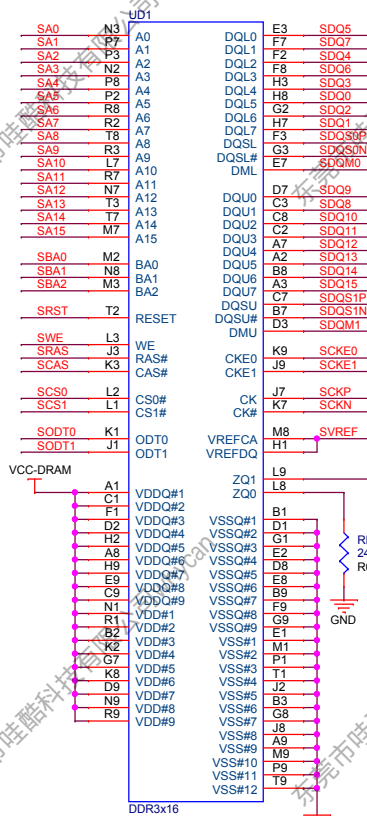 UD1
SA0 N3 A0 DQL0 E3 SDQ5
SA1 P7 A1 DQL1 F7 SDQ7
SA2 P3 A2 DQL2 F2 SDQ4
SA3 N2 A3 DQL3 F8 SDQ6
SA4 P8 A4 DQL4 H3 SDQ3
SA5 P2 A5 DQL5 H8 SDQ0
SA6 R8 A6 DQL6 G2 SDQ2
SA7 R2 A7 DQL7 H7 SDQ1
SA8 T8 A8 DQSL F3 SDQS0P
SA9 R3 A9 DQSL# G3 SDQS0N
SA10 L7 A10 DML E7 SDQM0
SA11 R7 A11
SA12 N7 A12 DQU0 D7 SDQ9
SA13 T3 A13 DQU1 C3 SDQ8
SA14 T7 A14 DQU2 C8 SDQ10
SA15 M7 A15 DQU3 C2 SDQ11
DQU4 A7 SDQ12
SBA0 M2 BA0 DQU5 A2 SDQ13
SBA1 N8 BA1 DQU6 B8 SDQ14
SBA2 M3 BA2 DQU7 A3 SDQ15
DQSU C7 SDQS1P
SRST T2 RESET DQSU# B7 SDQS1N
DMU D3 SDQM1
SWE L3 WE
SRAS J3 RAS# CKE0 K9 SCKE0
SCAS K3 CAS# CKE1 J9 SCKE1
SCS0 L2 CS0# CK J7 SCKP
SCS1 L1 CS1# CK# K7 SCKN
SODT0 K1 ODT0 VREFCA M8 SVREF
SODT1 J1 ODT1 VREFDQ H1
VCC-DRAM
ZQ1 L9
ZQ0 L8
A1 VDDQ#1
C1 VDDQ#2
F1 VDDQ#3 VSSQ#1 B1
D2 VDDQ#4 VSSQ#2 D1
H2 VDDQ#5 VSSQ#3 G1
A8 VDDQ#6 VSSQ#4 E2
H9 VDDQ#7 VSSQ#5 D8
E9 VDDQ#8 VSSQ#6 E8
C9 VDDQ#9 VSSQ#7 B9
N1 VDD#1 VSSQ#8 F9
R1 VDD#2 VSSQ#9 G9
B2 VDD#3 VSS#1 E1
K2 VDD#4 VSS#2 M1
G7 VDD#5 VSS#3 P1
K8 VDD#6 VSS#4 T1
D9 VDD#7 VSS#5 J2
N9 VDD#8 VSS#6 B3
R9 VDD#9 VSS#7 G8
VSS#8 J8
VSS#9 A9
VSS#10 M9
VSS#11 P9
VSS#12 T9
GND
DDR3x16